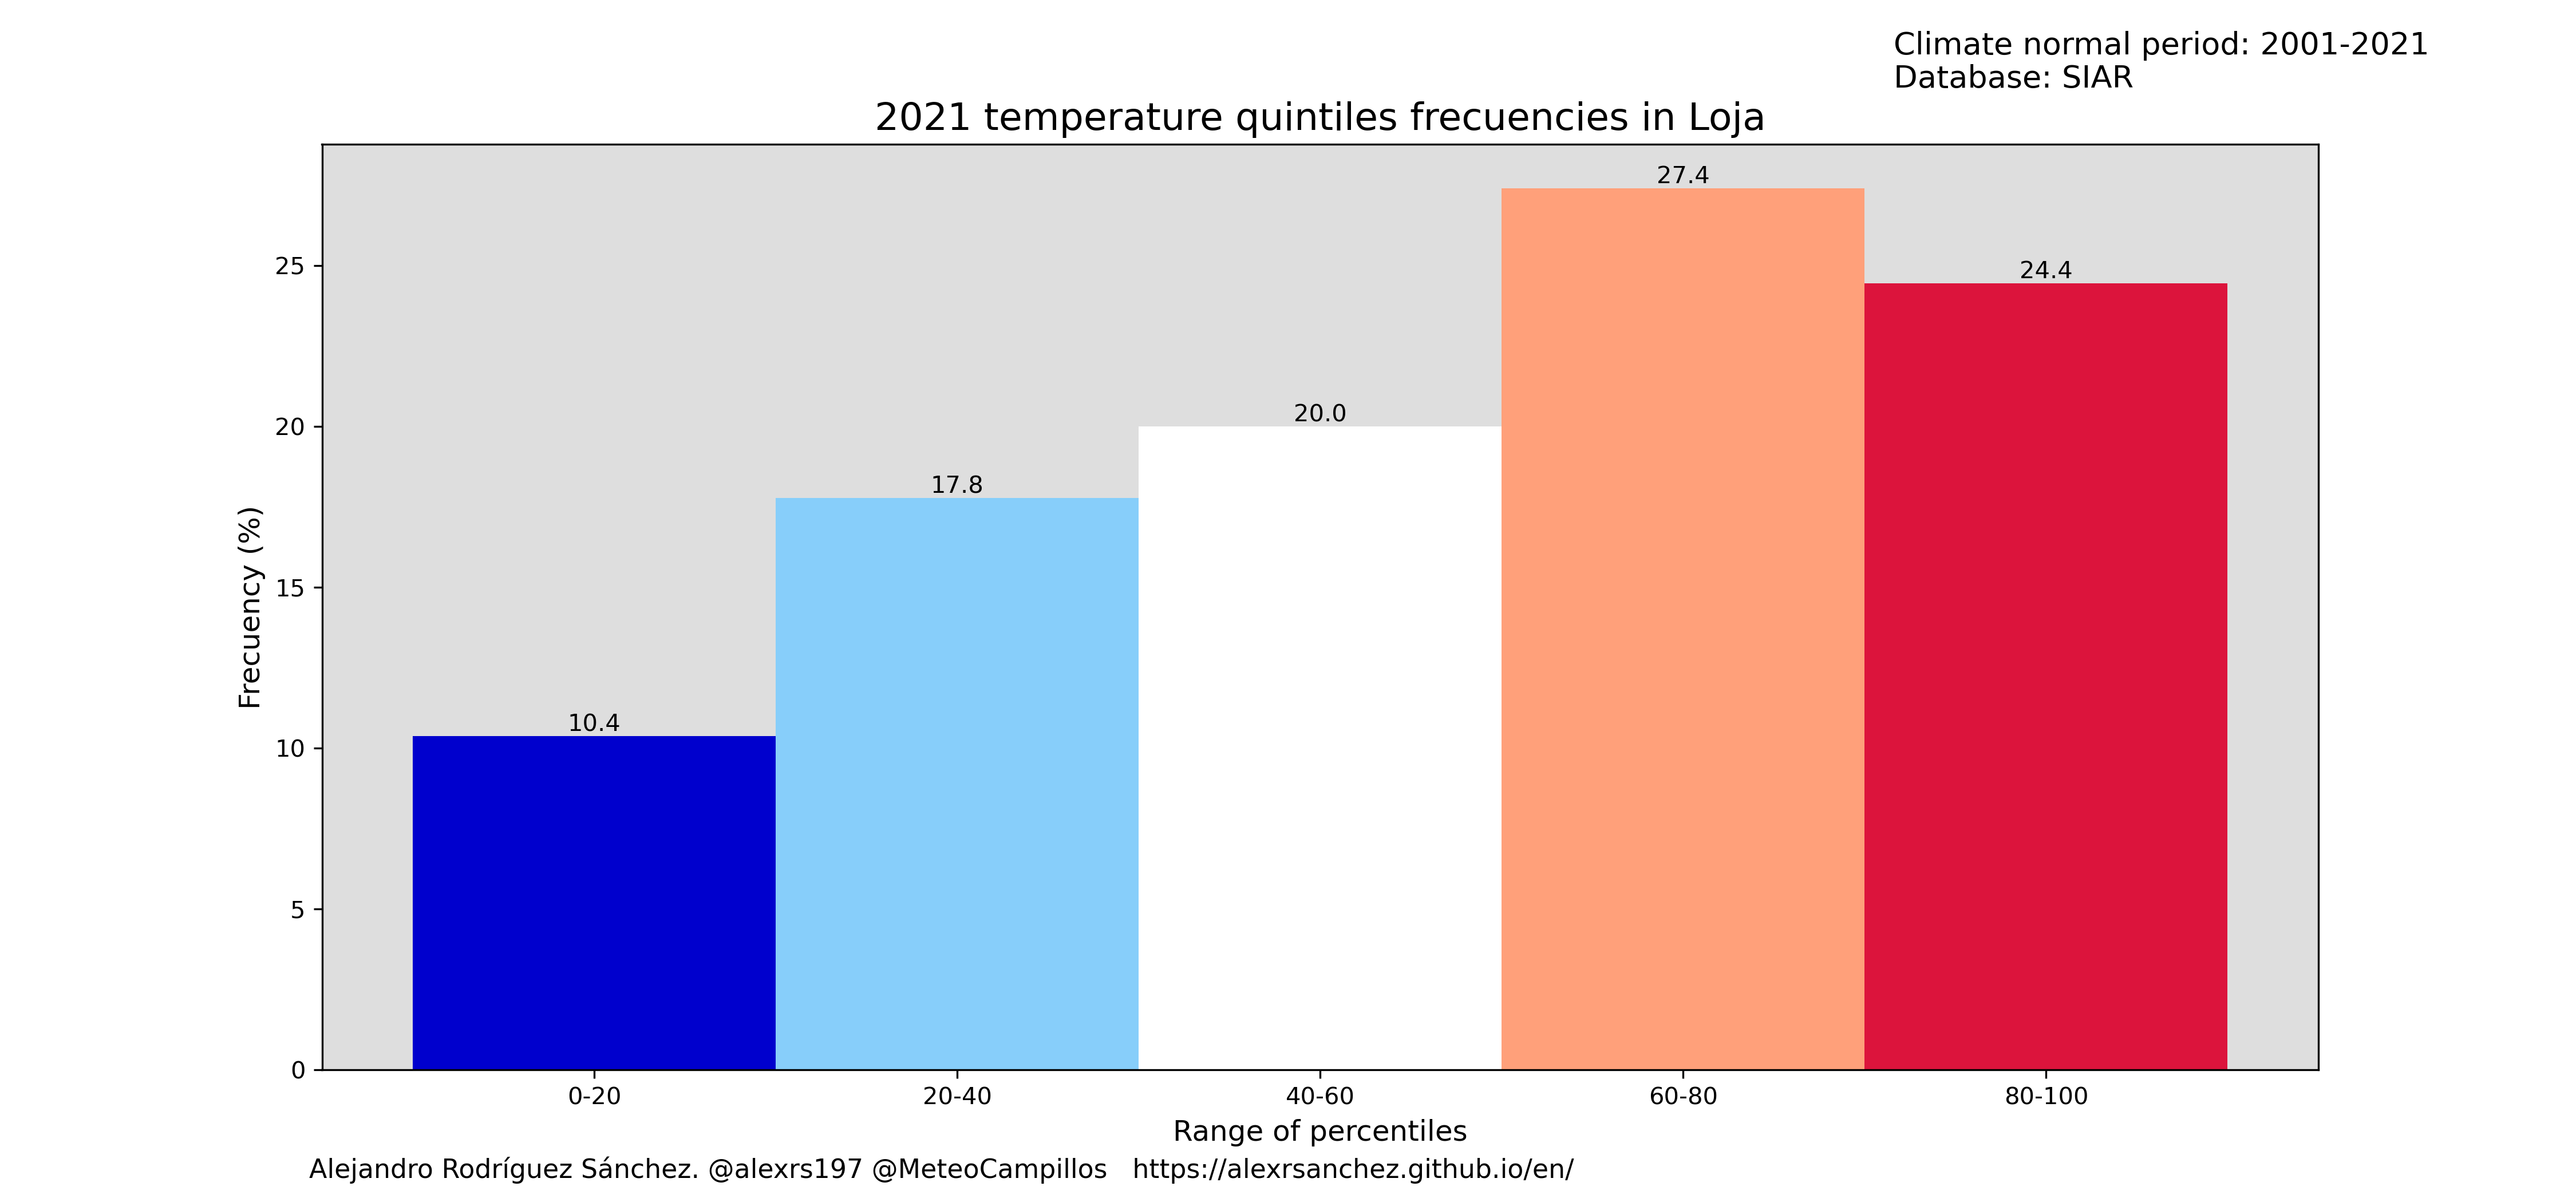 Climate normal period: 2001-2021
Database: SIAR
2021 temperature quintiles frecuencies in Loja
27.4
24.4
20.0
17.8
10.4
25
20
15
10
5
0
Frecuency (%)
0-20 20-40 40-60 60-80 80-100
Range of percentiles
Alejandro Rodríguez Sánchez. @alexrs197 @MeteoCampillos https://alexrsanchez.github.io/en/